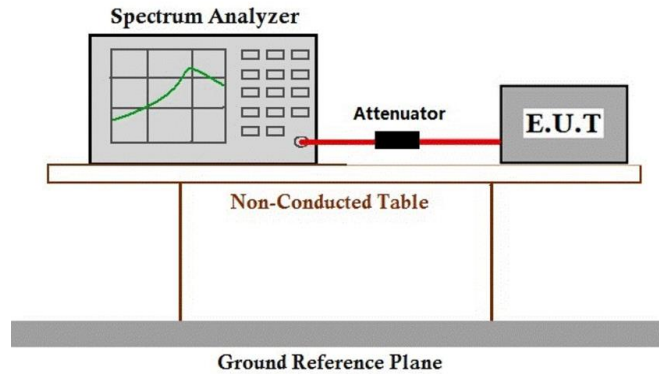 Spectrum Analyzer
Attenuator
E.U.T
Non-Conducted Table
Ground Reference Plane